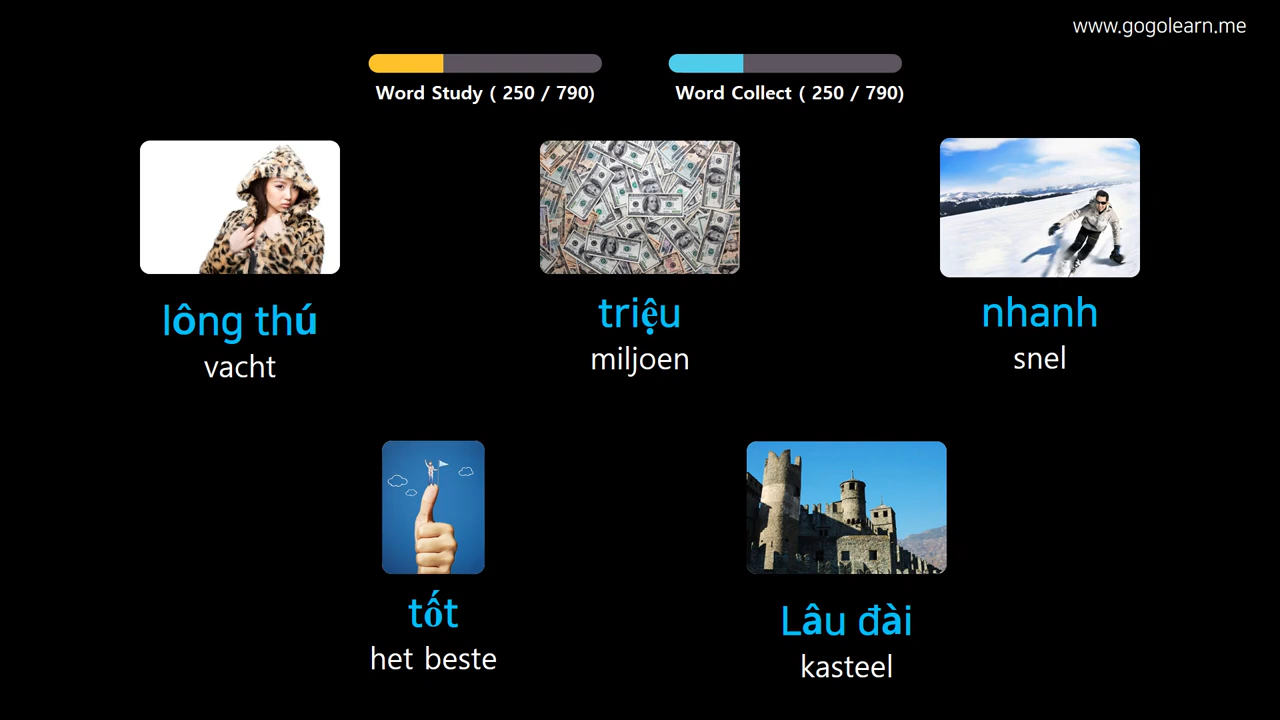 www.gogolearn.me
Word Study ( 250 / 790)
Word Collect ( 250 / 790)
lông thú
vacht
triệu
miljoen
nhanh
snel
tốt
het beste
Lâu đài
kasteel